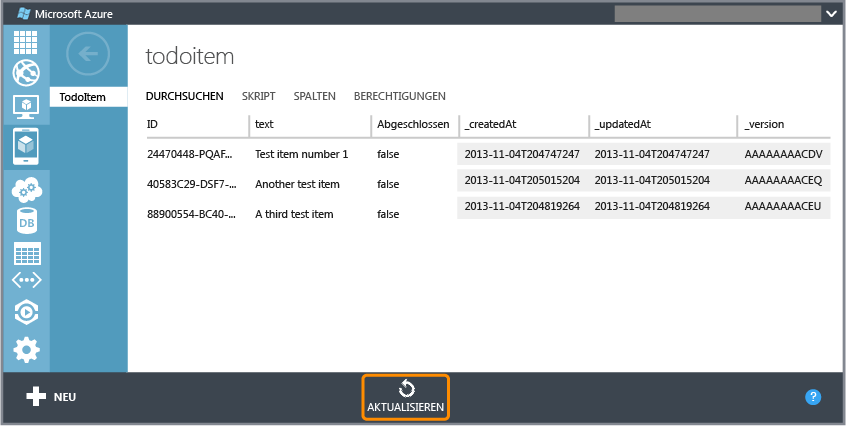 Microsoft Azure
todoitem
TodoItem
DURCHSUCHEN SKRIPT SPALTEN BERECHTIGUNGEN
ID text Abgeschlossen _createdAt _updatedAt _version
24470448-PQAF... Test item number 1 false 2013-11-04T204747247 2013-11-04T204747247 AAAAAAAACDV
40583C29-DSF7-... Another test item false 2013-11-04T205015204 2013-11-04T205015204 AAAAAAAACEQ
88900554-BC40-... A third test item false 2013-11-04T204819264 2013-11-04T204819264 AAAAAAAACEU
DB
NEU
AKTUALISIEREN
?